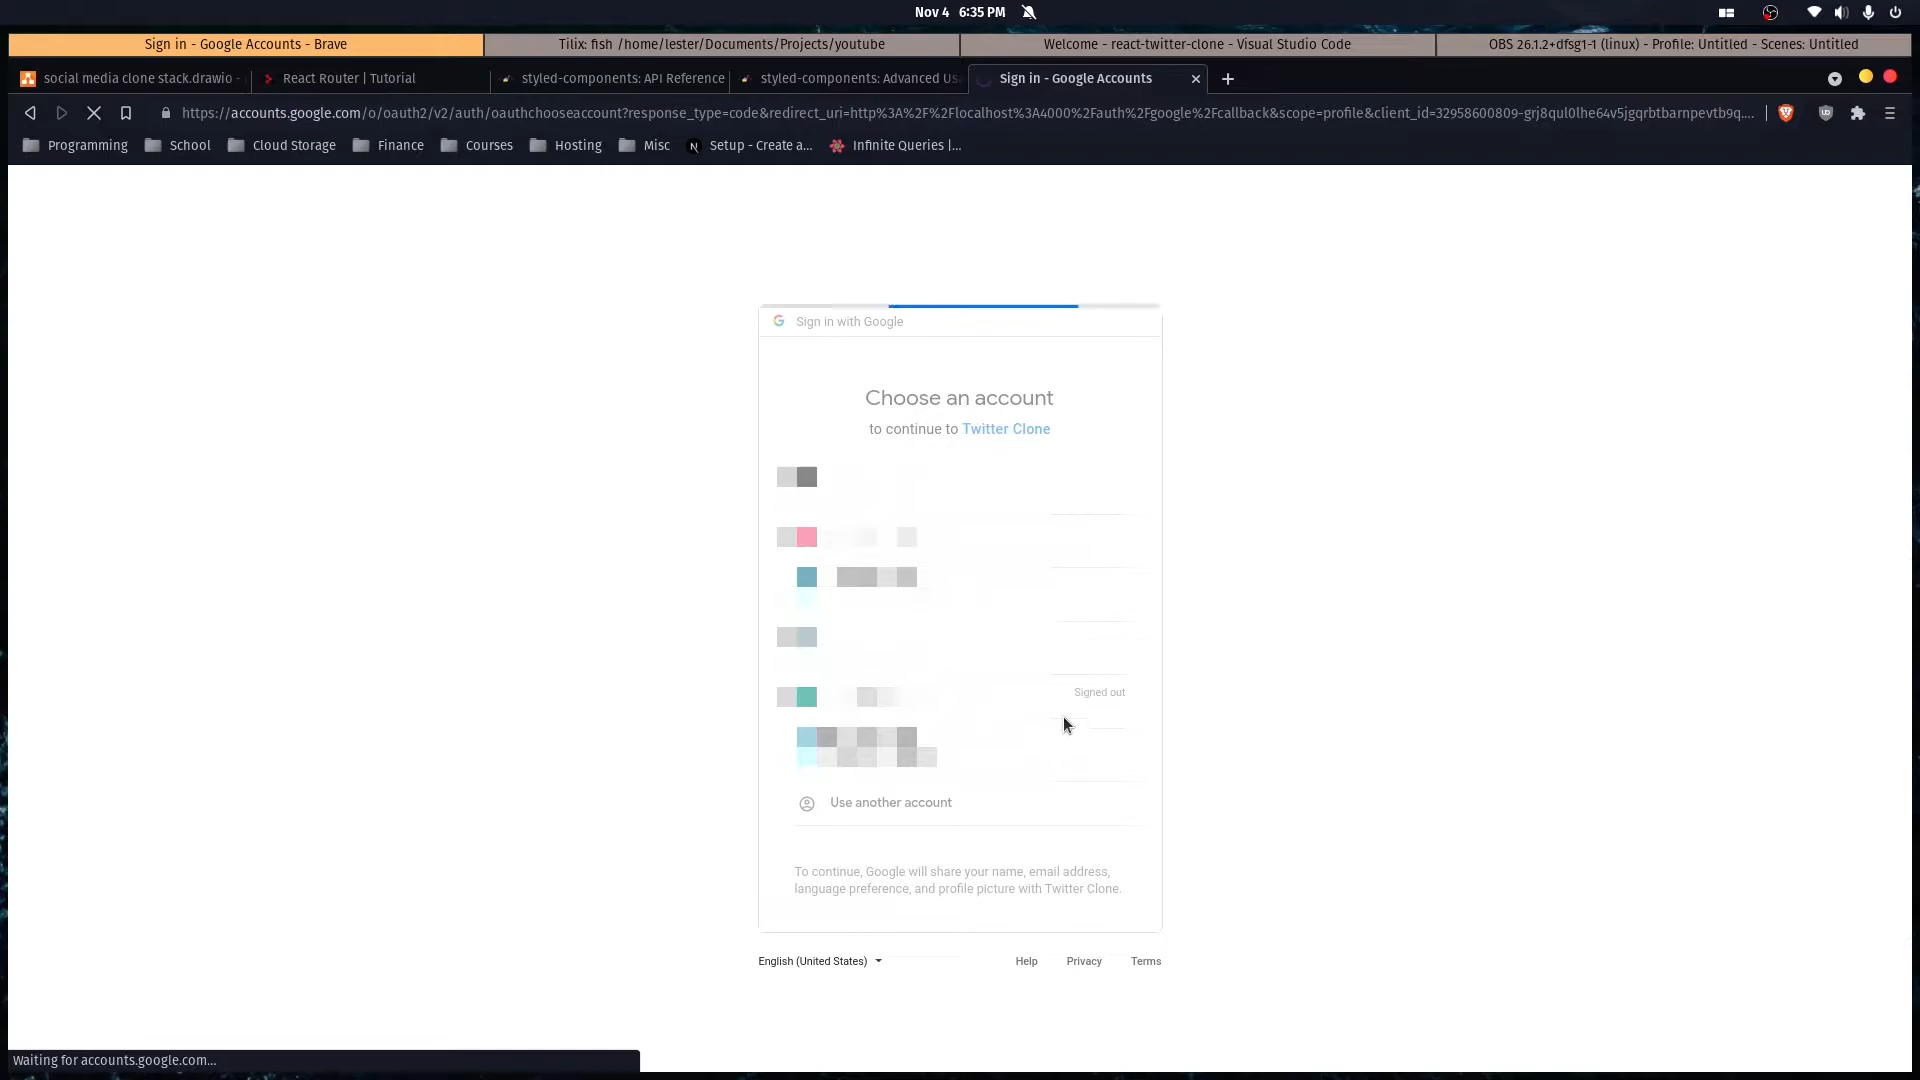 Nov 4 6:35 PM
Sign in - Google Accounts - Brave
Tilix: fish /home/lester/Documents/Projects/youtube
Welcome - react-twitter-clone - Visual Studio Code
OBS 26.1.2+dfsg1-1 (linux) - Profile: Untitled - Scenes: Untitled
social media clone stack.drawio -
React Router | Tutorial
styled-components: API Reference
styled-components: Advanced Us
Sign in - Google Accounts
https://accounts.google.com/o/oauth2/v2/auth/oauthchooseaccount?response_type=code&redirect_uri=http%3A%2F%2Flocalhost%3A4000%2Fauth%2Fgoogle%2Fcallback&scope=profile&client_id=32958600809-grj8qul0lhe64v5jgqrbtbarnpevtb9q....
Programming
School
Cloud Storage
Finance
Courses
Hosting
Misc
Setup - Create a...
Infinite Queries |...
Sign in with Google
Choose an account
to continue to Twitter Clone
Signed out
Use another account
To continue, Google will share your name, email address,
language preference, and profile picture with Twitter Clone.
English (United States)
Help
Privacy
Terms
Waiting for accounts.google.com...